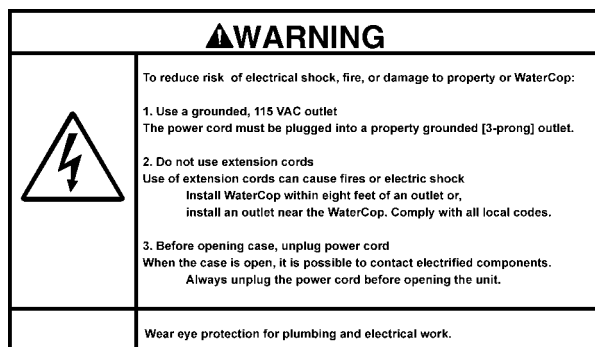 WARNING
To reduce risk of electrical shock, fire, or damage to property or WaterCop:
1. Use a grounded, 115 VAC outlet
The power cord must be plugged into a property grounded [3-prong] outlet.
2. Do not use extension cords
Use of extension cords can cause fires or electric shock
Install WaterCop within eight feet of an outlet or,
install an outlet near the WaterCop. Comply with all local codes.
3. Before opening case, unplug power cord
When the case is open, it is possible to contact electrified components.
Always unplug the power cord before opening the unit.
Wear eye protection for plumbing and electrical work.